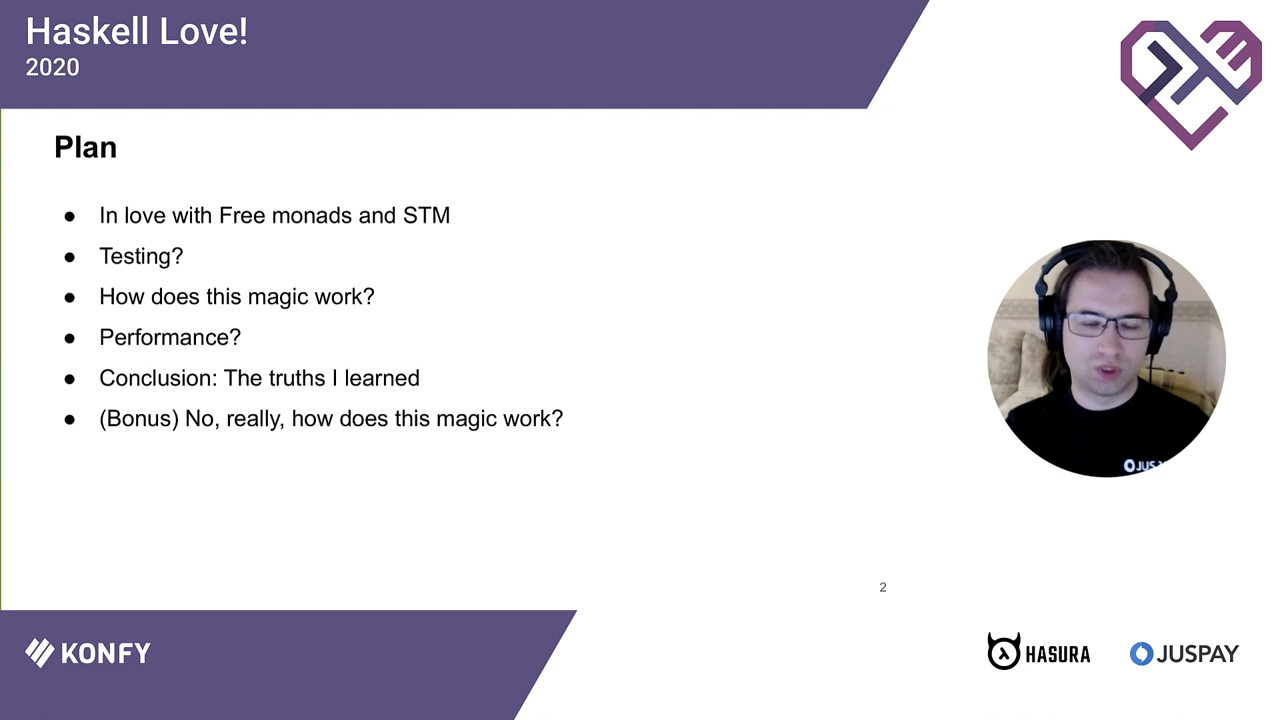 Haskell Love!
2020
Plan
● In love with Free monads and STM
● Testing?
● How does this magic work?
● Performance?
● Conclusion: The truths I learned
● (Bonus) No, really, how does this magic work?
2
KONFY
HASURA
JUSPAY